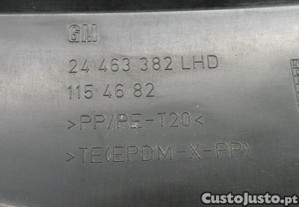 GM
24 463 382 LHD
115 46 82
>PP/PE-T20<
>TE(EPDM-X-PP)<
CustoJusto.pt